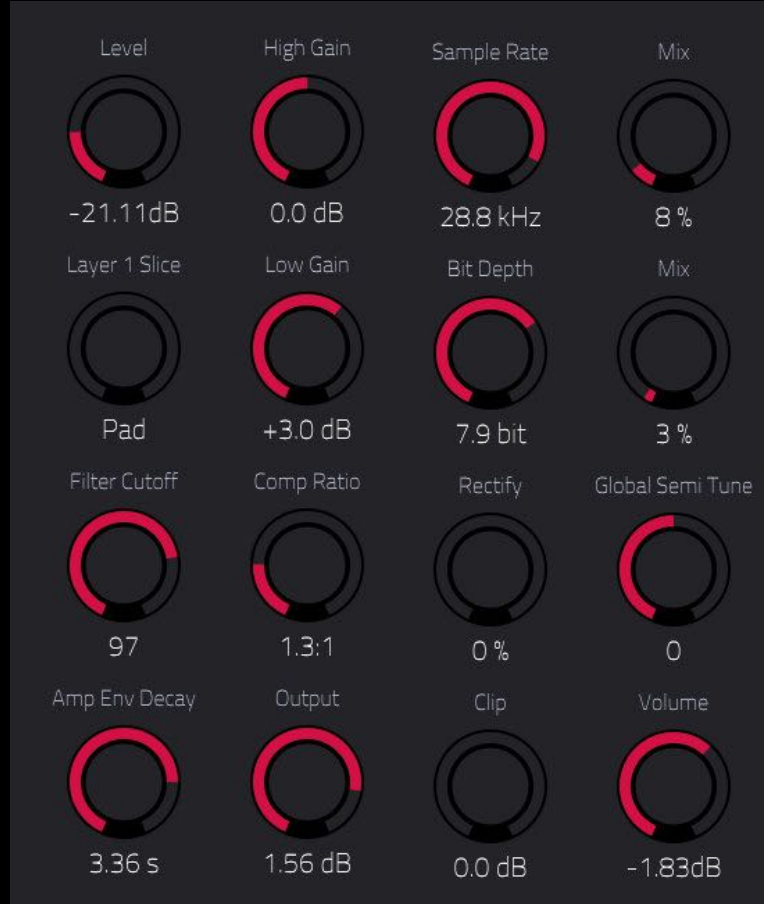 Level
High Gain
Sample Rate
Mix
-21.11dB
0.0 dB
28.8 kHz
8 %
Layer 1 Slice
Low Gain
Bit Depth
Mix
Pad
+3.0 dB
7.9 bit
3 %
Filter Cutoff
Comp Ratio
Rectify
Global Semi Tune
97
1.3:1
0 %
0
Amp Env Decay
Output
Clip
Volume
3.36 s
1.56 dB
0.0 dB
-1.83dB